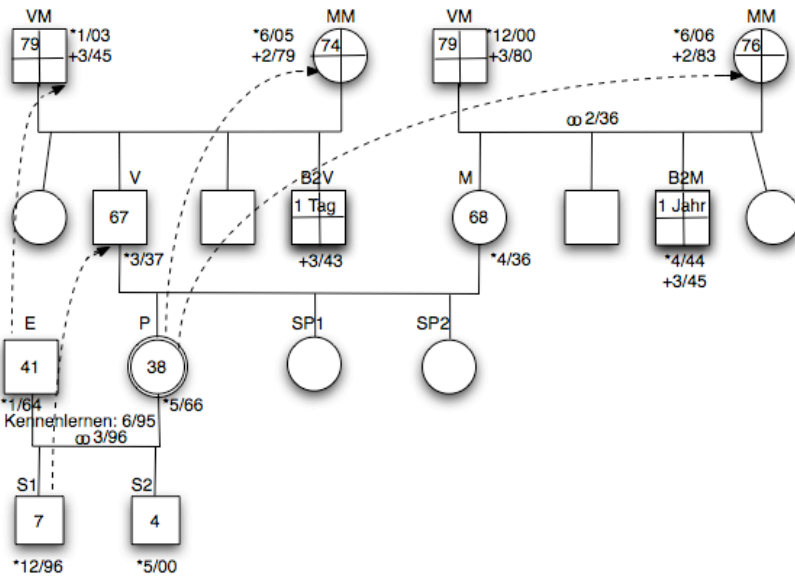 VM
MM
VM
MM
79
*1/03
+3/45
*6/05
+2/79
74
79
*12/00
+3/80
*6/06
+2/83
76
ꝏ 2/36
V
B2V
M
B2M
67
1 Tag
68
1 Jahr
*3/37
+3/43
*4/36
*4/44
+3/45
E
P
SP1
SP2
41
38
*1/64
*5/66
Kennenlernen: 6/95
ꝏ 3/96
S1
S2
7
4
*12/96
*5/00